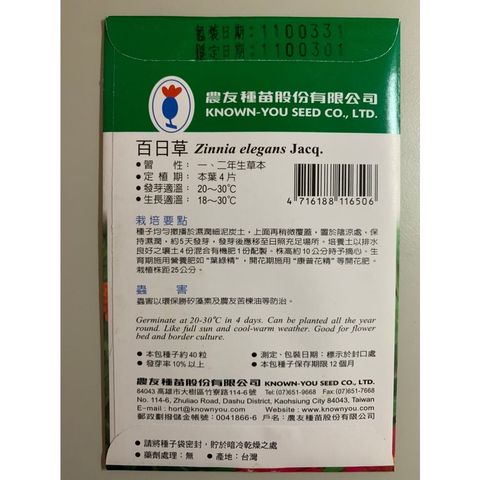 包裝日期:1100331
檢定日期:1100301
農友種苗股份有限公司
KNOWN-YOU SEED CO., LTD.
百日草 Zinnia elegans Jacq.
●習性:一、二年生草本
●定植期:本葉4片
●發芽適溫:20~30℃
●生長適溫:18~30℃
4 716188 116506
栽培要點
種子均勻撒播於濕潤細泥炭土,上面再稍微覆蓋,置於陰涼處,保
持濕潤,約5天發芽,發芽後應移至日照充足場所。培養土以排水
良好之壤土4份混合有機肥1份配製。株高約10公分時予摘心。生
育期施用營養肥如"葉綠精",開花期施用"康普花精"等開花肥。
栽植株距25公分。
蟲害
蟲害以環保勝矽藻素及農友苦楝油等防治。
Germinate at 20-30℃ in 4 days. Can be planted all the year
round. Like full sun and cool-warm weather. Good for flower
bed and border culture.
●本包種子約40粒 ●測定・包裝日期:標示於封口處
●發芽率10%以上 ●本包種子保存期限12個月
農友種苗股份有限公司 KNOWN-YOU SEED CO., LTD.
84043 高雄市大樹區竹寮路114-6號 Tel:(07)651-9668 Fax:(07)651-7668
No. 114-6, Zhuliao Road, Dashu District, Kaohsiung City 84043, Taiwan
E-mail : hort@knownyou.com Website : www.knownyou.com
郵政劃撥儲金帳號:0041866-6 戶名:農友種苗股份有限公司
●請將種子袋密封,貯於暗冷乾燥之處
●藥劑處理:無 ●產地:台灣